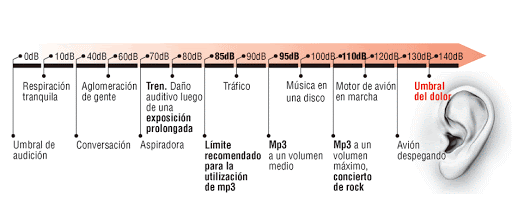 0dB 10dB 40dB 60dB 70dB 80dB 85dB 90dB 95dB 100dB 110dB 120dB 130dB 140dB
Respiración
tranquila
Aglomeración
de gente
Tren. Daño
auditivo luego
de una
exposición
prolongada
Tráfico
Música en
una disco
Motor de avión
en marcha
Umbral
del dolor
Umbral de
audición
Conversación
Aspiradora
Límite
recomendado
para la
utilización
de mp3
Mp3
a un volumen
medio
Mp3 a un
volumen
máximo,
concierto
de rock
Avión
despegando